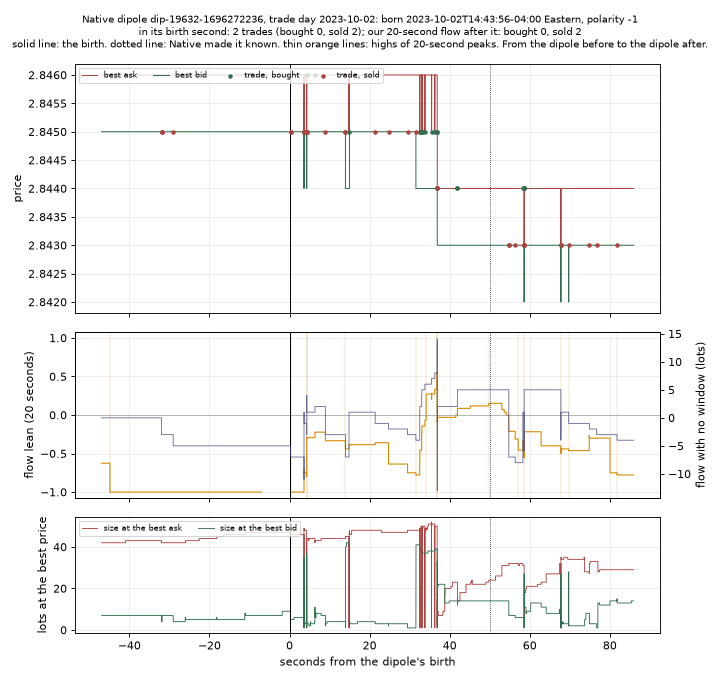 Native dipole dip-19632-1696272236, trade day 2023-10-02: born 2023-10-02T14:43:56-04:00 Eastern, polarity -1
in its birth second: 2 trades (bought 0, sold 2); our 20-second flow after it: bought 0, sold 2
solid line: the birth. dotted line: Native made it known. thin orange lines: highs of 20-second peaks. From the dipole before to the dipole after.
best ask
best bid
trade, bought
trade, sold
2.8460
2.8455
2.8450
2.8445
2.8440
2.8435
2.8430
2.8425
2.8420
price
1.0
0.5
0.0
−0.5
−1.0
flow lean (20 seconds)
15
10
5
0
−5
−10
flow with no window (lots)
size at the best ask
size at the best bid
40
20
0
lots at the best price
−40
−20
0
20
40
60
80
seconds from the dipole's birth